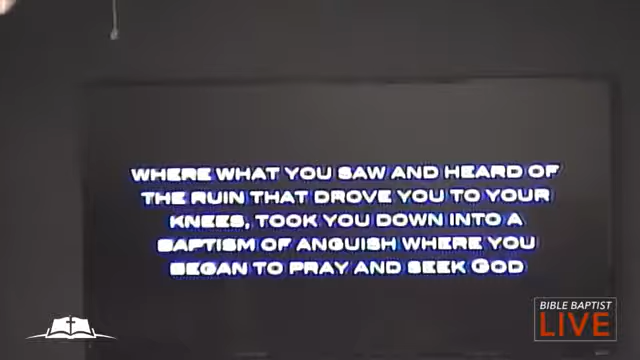 WHERE WHAT YOU SAW AND HEARD OF
THE RUIN THAT DROVE YOU TO YOUR
KNEES, TOOK YOU DOWN INTO A
BAPTISM OF ANGUISH WHERE YOU
BEGAN TO PRAY AND SEEK GOD
BIBLE BAPTIST
LIVE